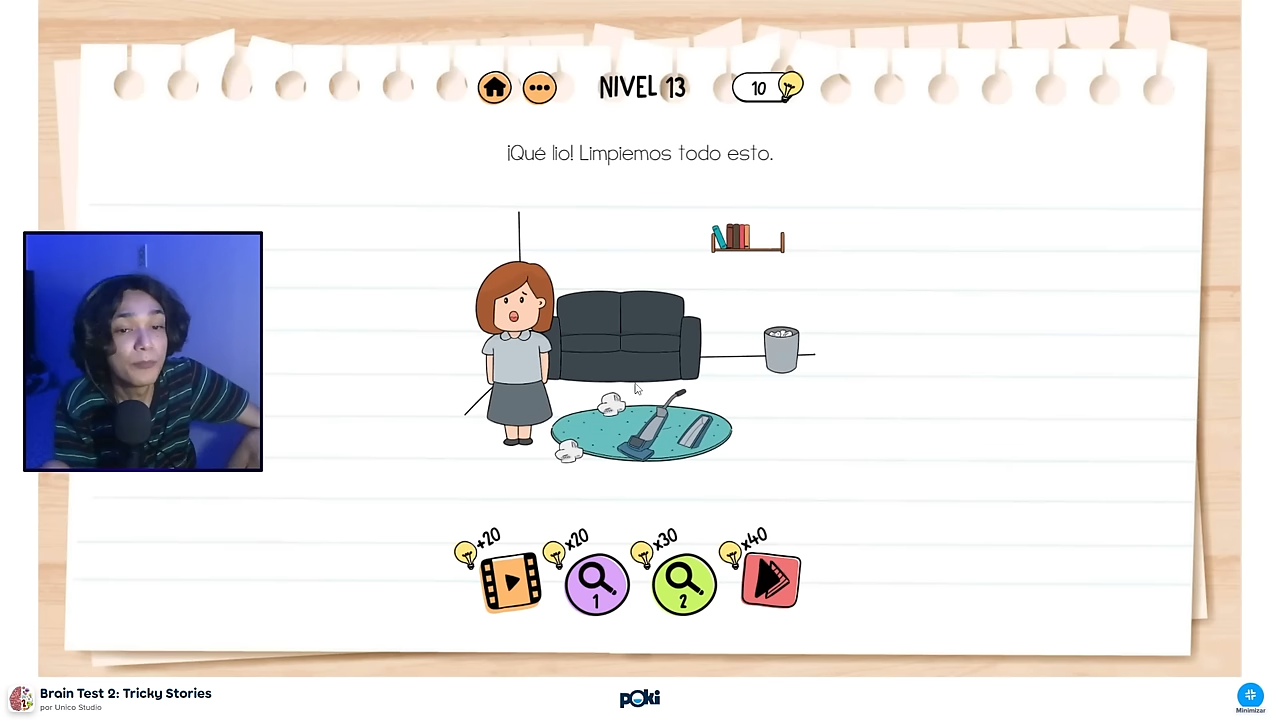 NIVEL 13
10
¡Qué lio! Limpiemos todo esto.
+20
x20
x30
x40
1
2
Brain Test 2: Tricky Stories
por Unico Studio
poki
Minimizar